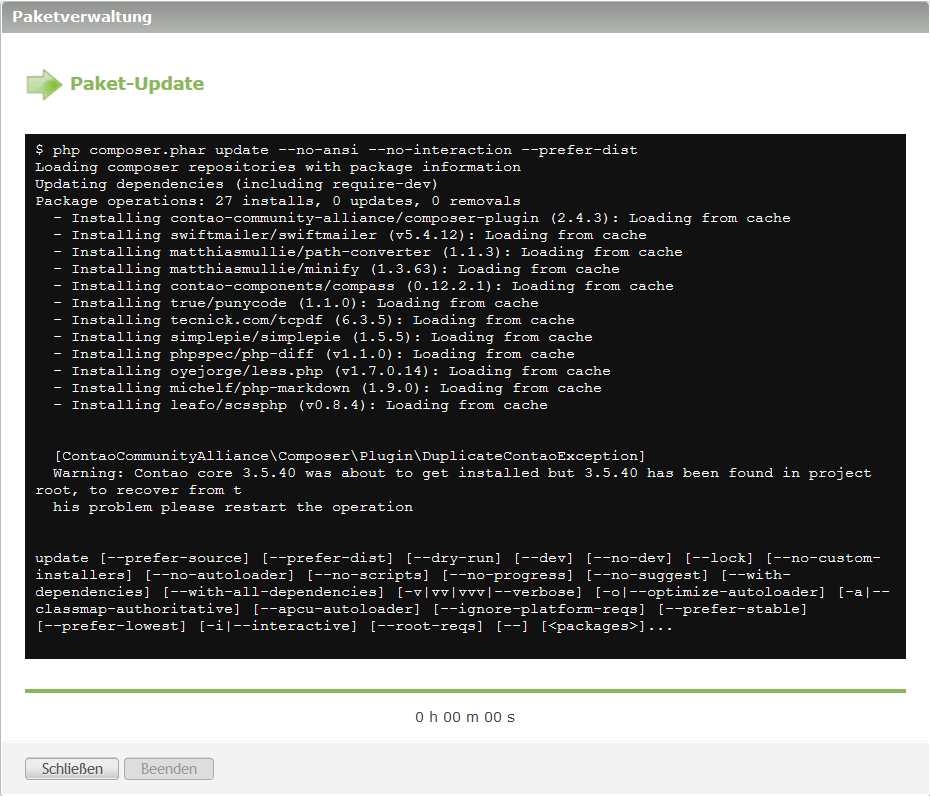 Paketverwaltung
Paket-Update
$ php composer.phar update --no-ansi --no-interaction --prefer-dist
Loading composer repositories with package information
Updating dependencies (including require-dev)
Package operations: 27 installs, 0 updates, 0 removals
- Installing contao-community-alliance/composer-plugin (2.4.3): Loading from cache
- Installing swiftmailer/swiftmailer (v5.4.12): Loading from cache
- Installing matthiasmullie/path-converter (1.1.3): Loading from cache
- Installing matthiasmullie/minify (1.3.63): Loading from cache
- Installing contao-components/compass (0.12.2.1): Loading from cache
- Installing true/punycode (1.1.0): Loading from cache
- Installing tecnick.com/tcpdf (6.3.5): Loading from cache
- Installing simplepie/simplepie (1.5.5): Loading from cache
- Installing phpspec/php-diff (v1.1.0): Loading from cache
- Installing oyejorge/less.php (v1.7.0.14): Loading from cache
- Installing michelf/php-markdown (1.9.0): Loading from cache
- Installing leafo/scssphp (v0.8.4): Loading from cache
[ContaoCommunityAlliance\Composer\Plugin\DuplicateContaoException]
Warning: Contao core 3.5.40 was about to get installed but 3.5.40 has been found in project
root, to recover from t
his problem please restart the operation
update [--prefer-source] [--prefer-dist] [--dry-run] [--dev] [--no-dev] [--lock] [--no-custom-
installers] [--no-autoloader] [--no-scripts] [--no-progress] [--no-suggest] [--with-
dependencies] [--with-all-dependencies] [-v|vv|vvv|--verbose] [-o|--optimize-autoloader] [-a|--
classmap-authoritative] [--apcu-autoloader] [--ignore-platform-reqs] [--prefer-stable]
[--prefer-lowest] [-i|--interactive] [--root-reqs] [--] [<packages>]...
0 h 00 m 00 s
Schließen
Beenden